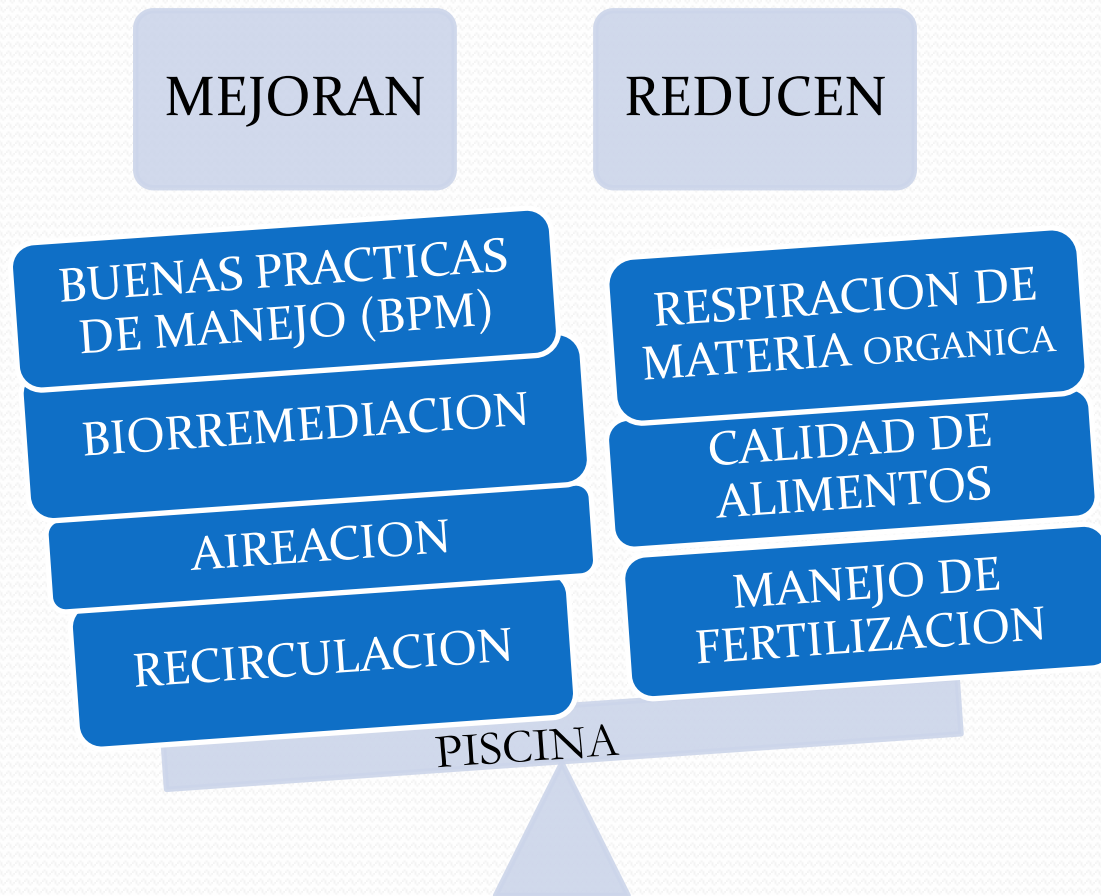 MEJORAN
REDUCEN
BUENAS PRACTICAS
DE MANEJO (BPM)
BIORREMEDIACION
AIREACION
RECIRCULACION
RESPIRACION DE
MATERIA ORGANICA
CALIDAD DE
ALIMENTOS
MANEJO DE
FERTILIZACION
PISCINA